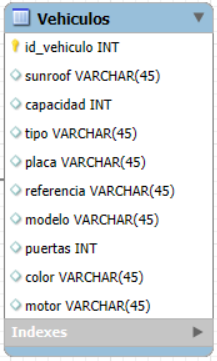 Vehiculos
id_vehiculo INT
sunroof VARCHAR(45)
capacidad INT
tipo VARCHAR(45)
placa VARCHAR(45)
referencia VARCHAR(45)
modelo VARCHAR(45)
puertas INT
color VARCHAR(45)
motor VARCHAR(45)
Indexes